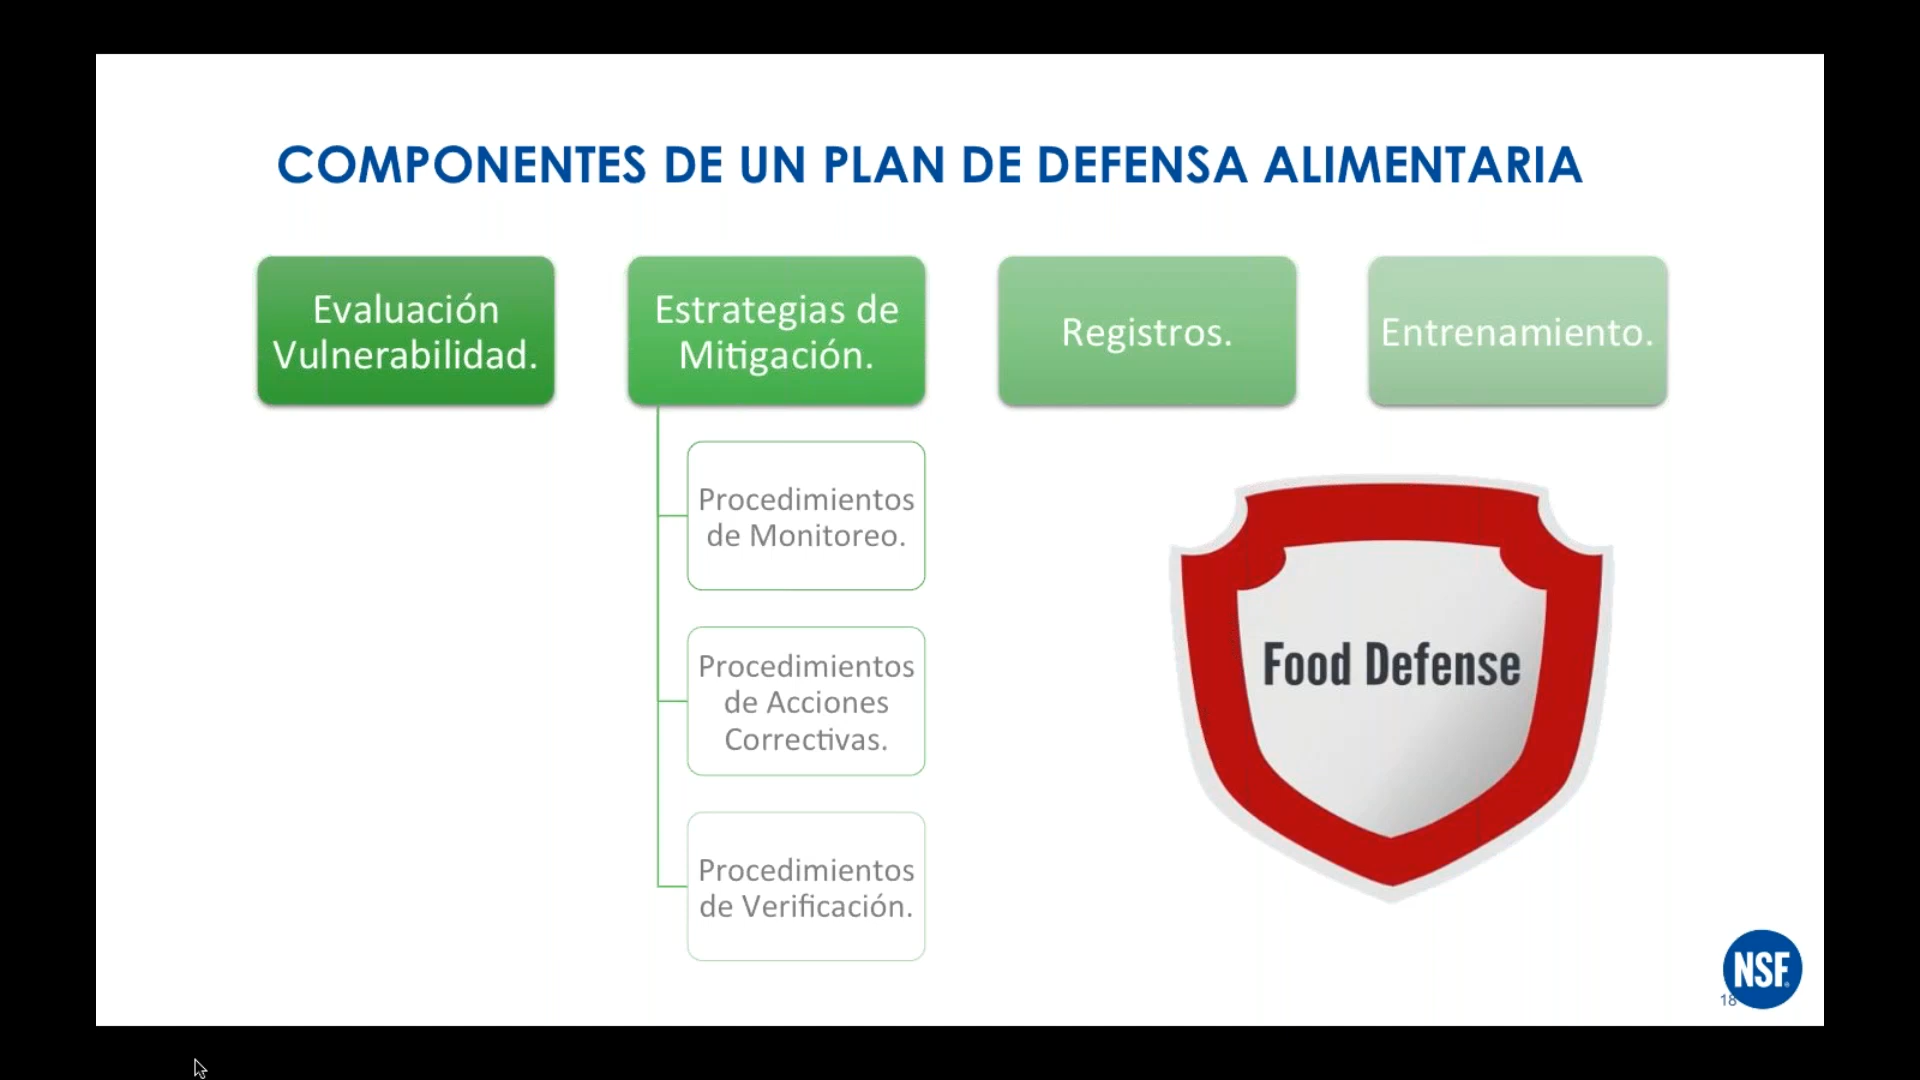 COMPONENTES DE UN PLAN DE DEFENSA ALIMENTARIA
Evaluación
Vulnerabilidad.
Estrategias de
Mitigación.
Registros.
Entrenamiento.
Procedimientos
de Monitoreo.
Procedimientos
de Acciones
Correctivas.
Procedimientos
de Verificación.
Food Defense
NSF
18